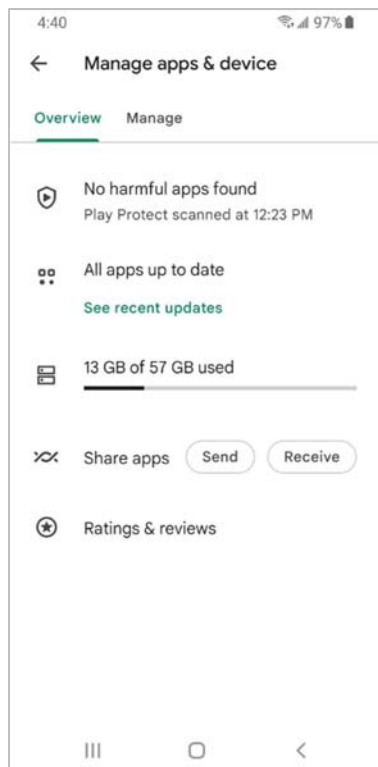 4:40 97%
Manage apps & device
Overview Manage
No harmful apps found
Play Protect scanned at 12:23 PM
All apps up to date
See recent updates
13 GB of 57 GB used
Share apps Send Receive
Ratings & reviews